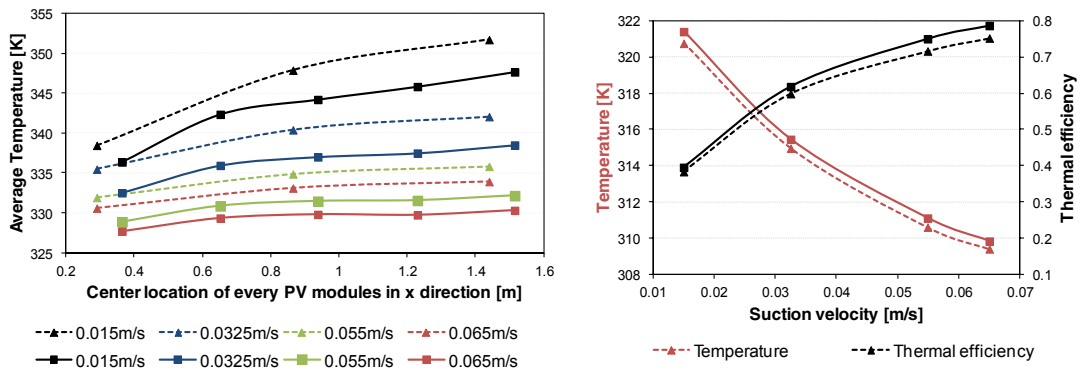 355
350
345
340
335
330
325
Average Temperature [K]
0.2 0.4 0.6 0.8 1 1.2 1.4 1.6
Center location of every PV modules in x direction [m]
0.015m/s 0.0325m/s 0.055m/s 0.065m/s
0.015m/s 0.0325m/s 0.055m/s 0.065m/s
322
320
318
316
314
312
310
308
Temperature [K]
0.8
0.7
0.6
0.5
0.4
0.3
0.2
0.1
Thermal efficiency
0.01 0.02 0.03 0.04 0.05 0.06 0.07
Suction velocity [m/s]
Temperature Thermal efficiency